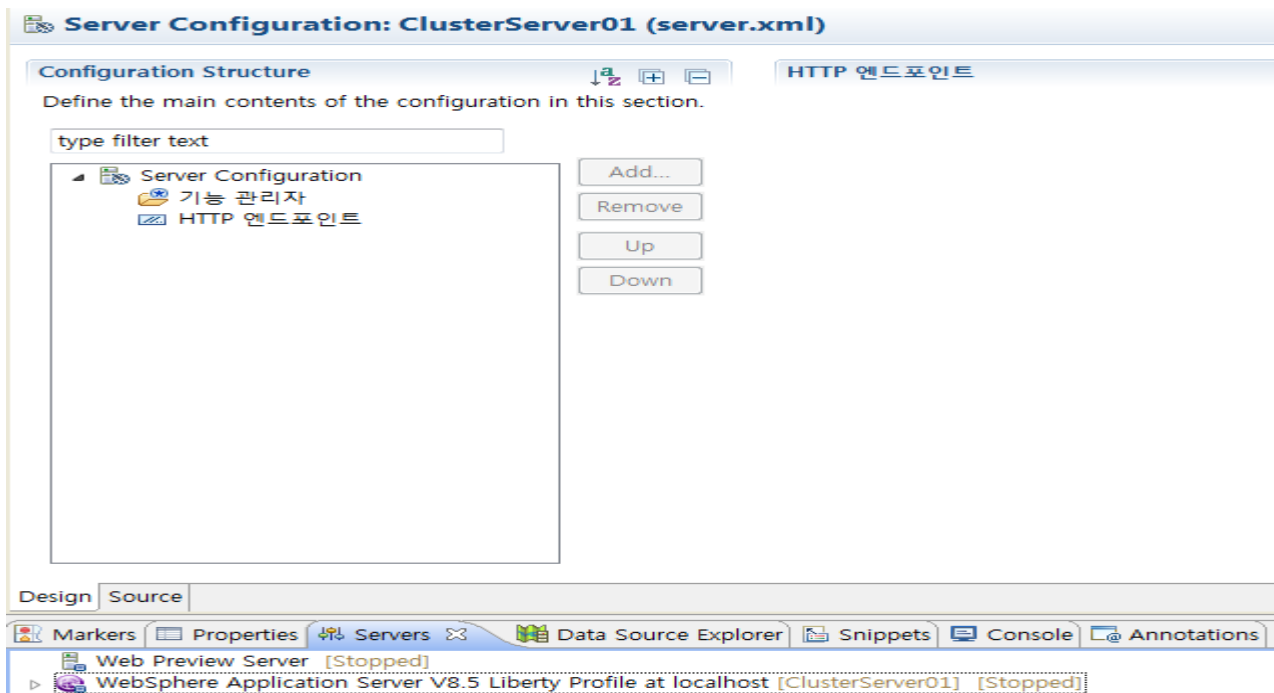 Server Configuration: ClusterServer01 (server.xml)
Configuration Structure
HTTP 엔드포인트
Define the main contents of the configuration in this section.
type filter text
Server Configuration
기능 관리자
HTTP 엔드포인트
Add...
Remove
Up
Down
Design Source
Markers Properties Servers Data Source Explorer Snippets Console Annotations
Web Preview Server [Stopped]
WebSphere Application Server V8.5 Liberty Profile at localhost [ClusterServer01] [Stopped]